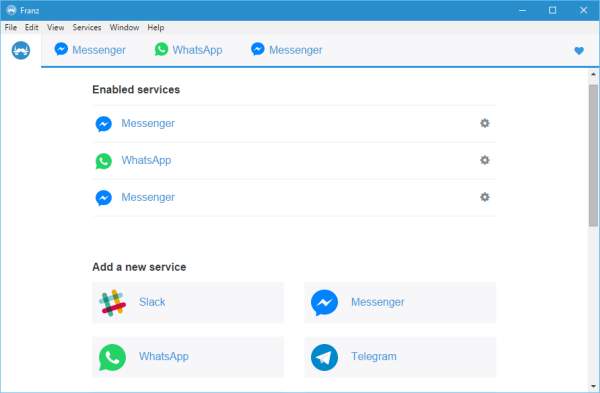 Franz
File Edit View Services Window Help
Messenger WhatsApp Messenger
Enabled services
Messenger
WhatsApp
Messenger
Add a new service
Slack Messenger
WhatsApp Telegram